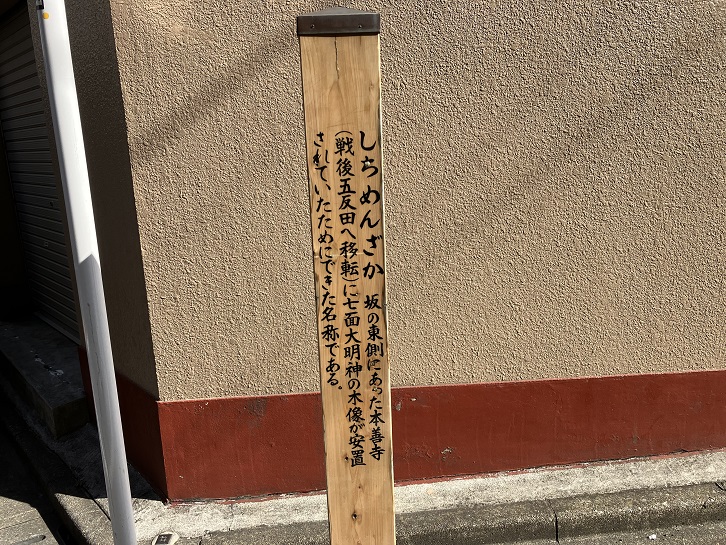 しちめんざか 坂の東側にあった本善寺
(戦後五反田へ移転)に七面大明神の木像が安置
されていたためにできた名称である。